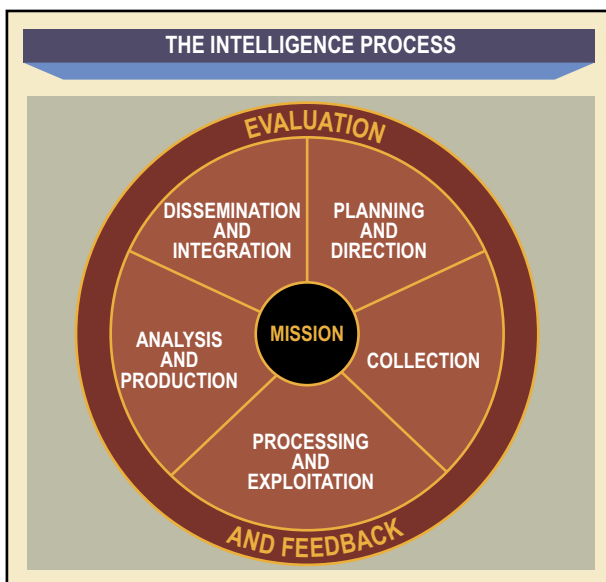 THE INTELLIGENCE PROCESS
EVALUATION
DISSEMINATION
AND
INTEGRATION
PLANNING
AND
DIRECTION
MISSION
ANALYSIS
AND
PRODUCTION
COLLECTION
PROCESSING
AND
EXPLOITATION
AND FEEDBACK